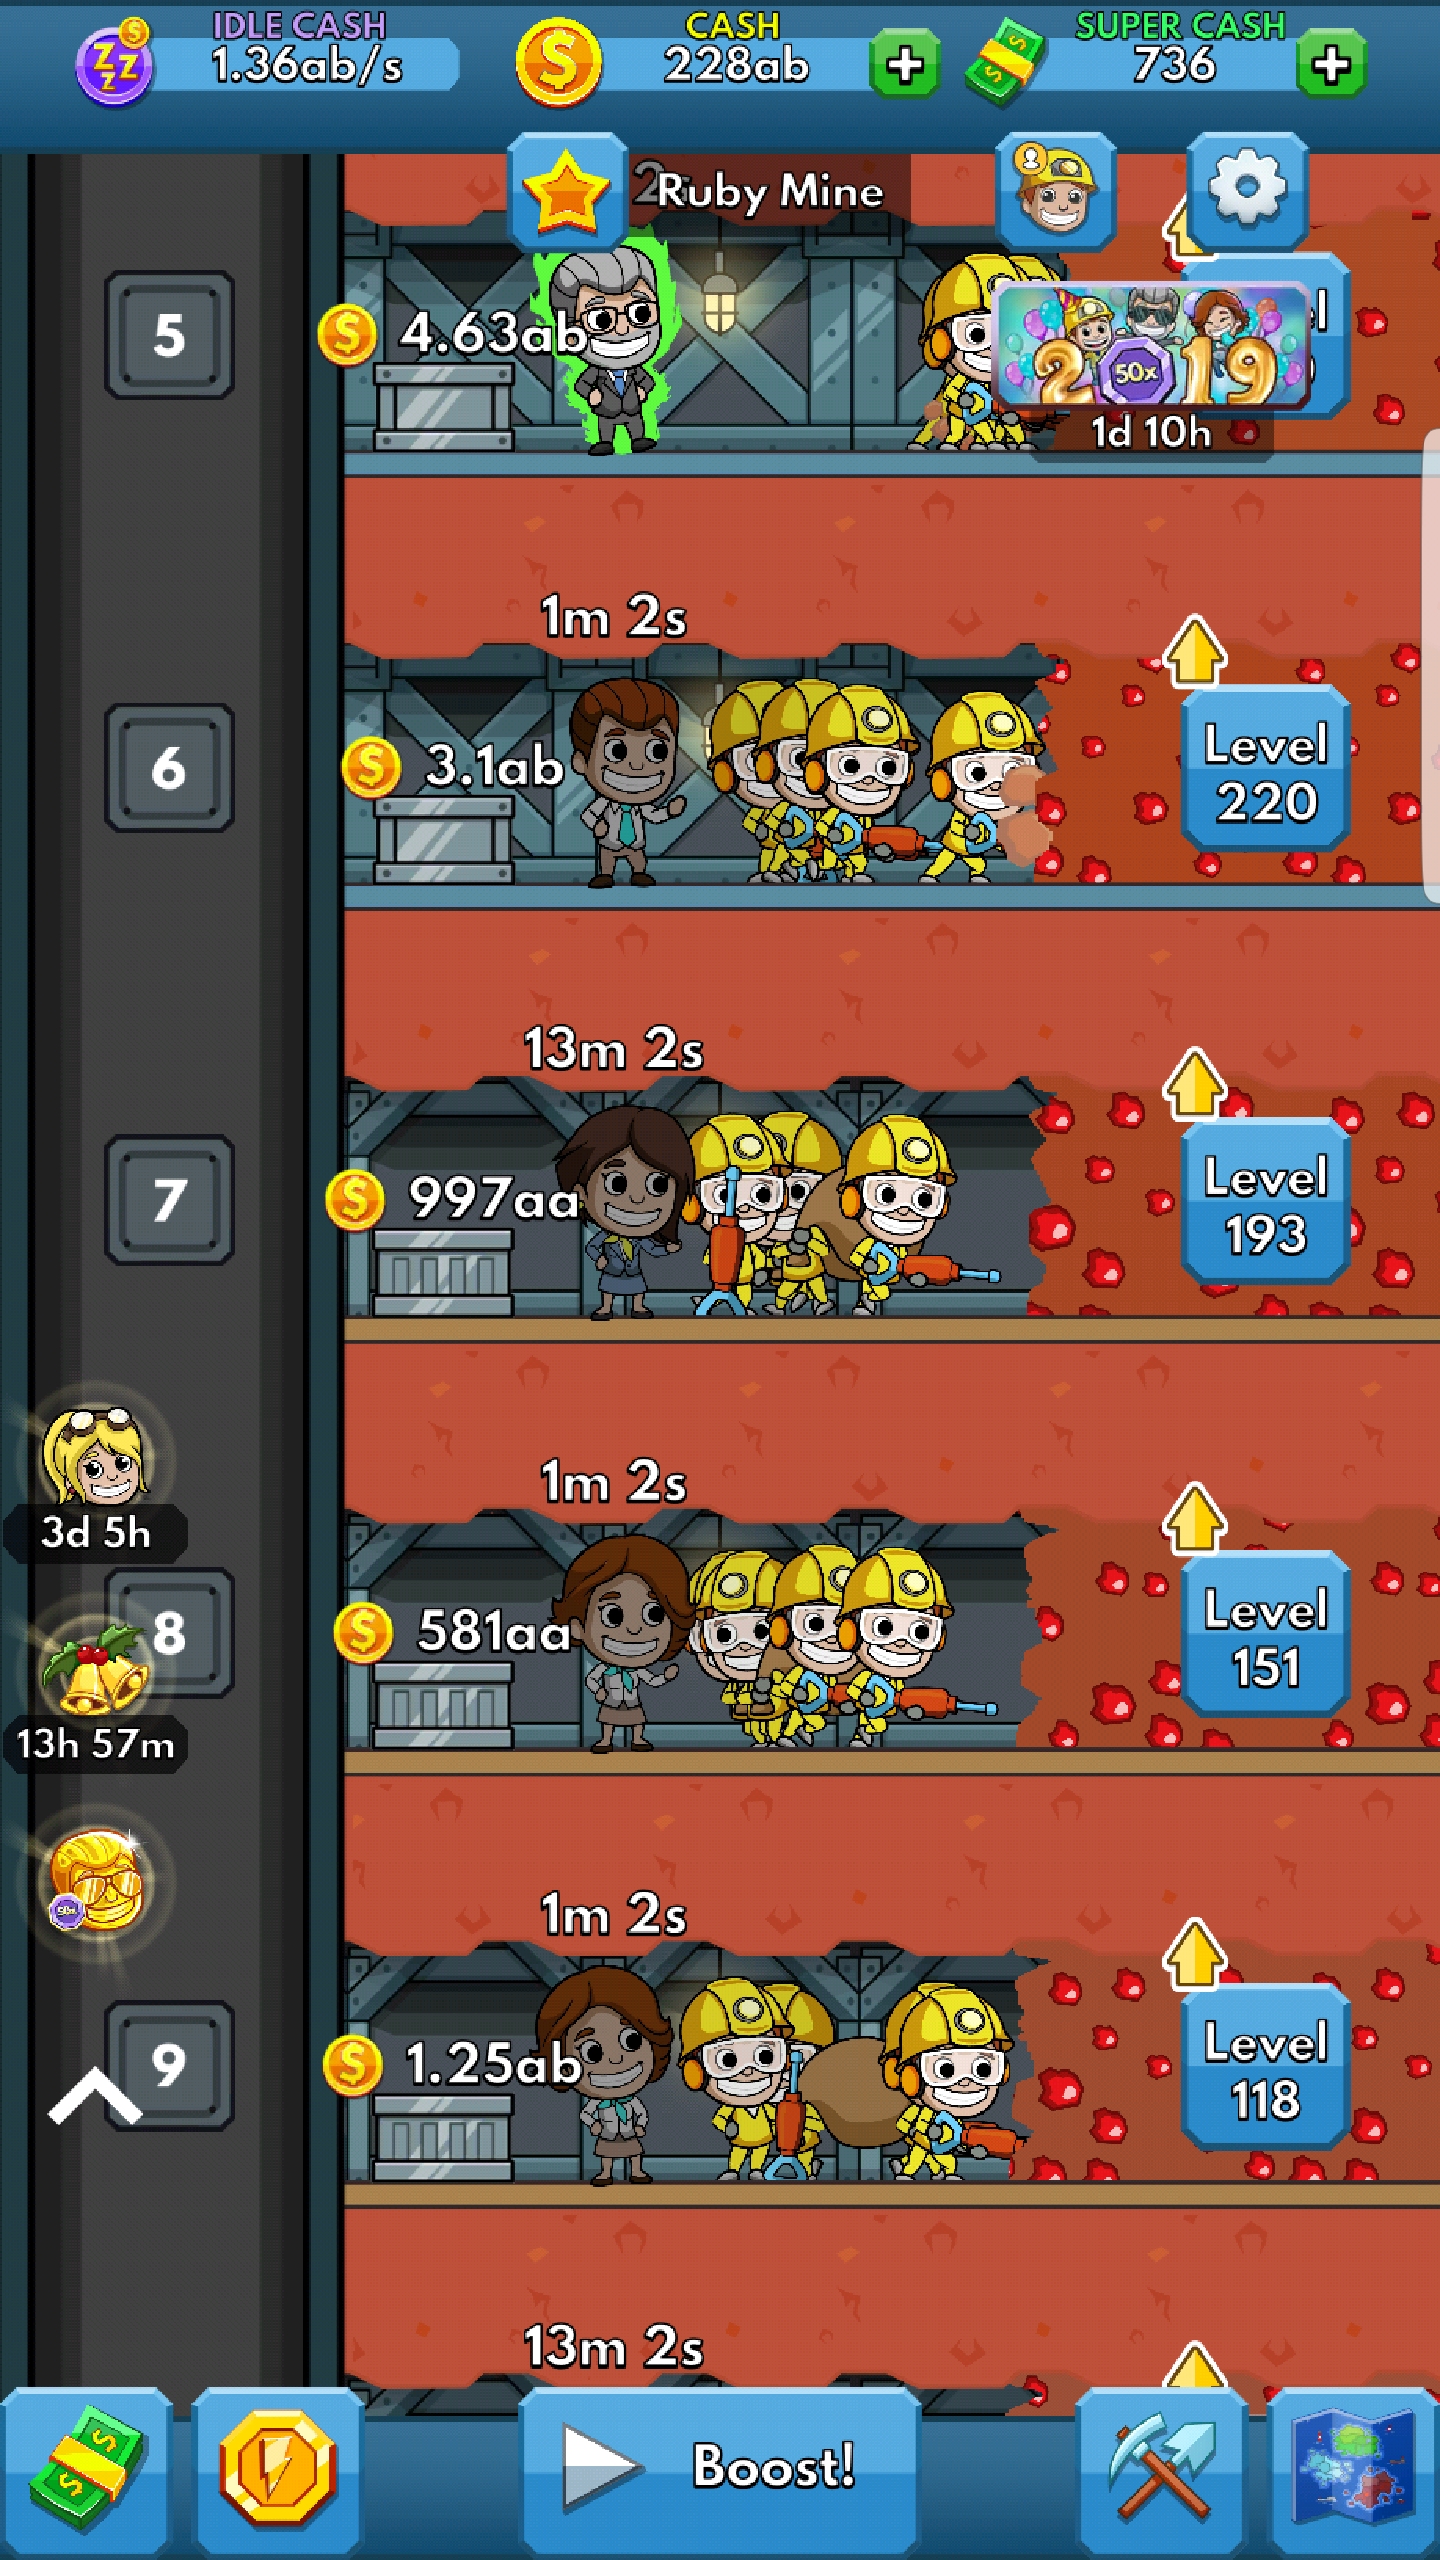 IDLE CASH
1.36ab/s
CASH
228ab
SUPER CASH
736
Ruby Mine
5
4.63ab
2 50x 19
1d 10h
1m 2s
6
3.1ab
Level
220
13m 2s
7
997aa
Level
193
1m 2s
3d 5h
8
581aa
Level
151
13h 57m
1m 2s
9
1.25ab
Level
118
13m 2s
Boost!